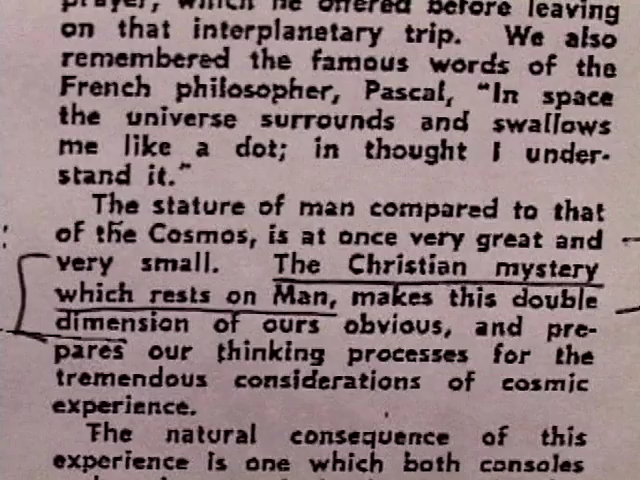 prayer, which he offered before leaving
on that interplanetary trip. We also
remembered the famous words of the
French philosopher, Pascal, "In space
the universe surrounds and swallows
me like a dot; in thought I under-
stand it."
The stature of man compared to that
of the Cosmos, is at once very great and
very small. The Christian mystery
which rests on Man, makes this double
dimension of ours obvious, and pre-
pares our thinking processes for the
tremendous considerations of cosmic
experience.
The natural consequence of this
experience is one which both consoles